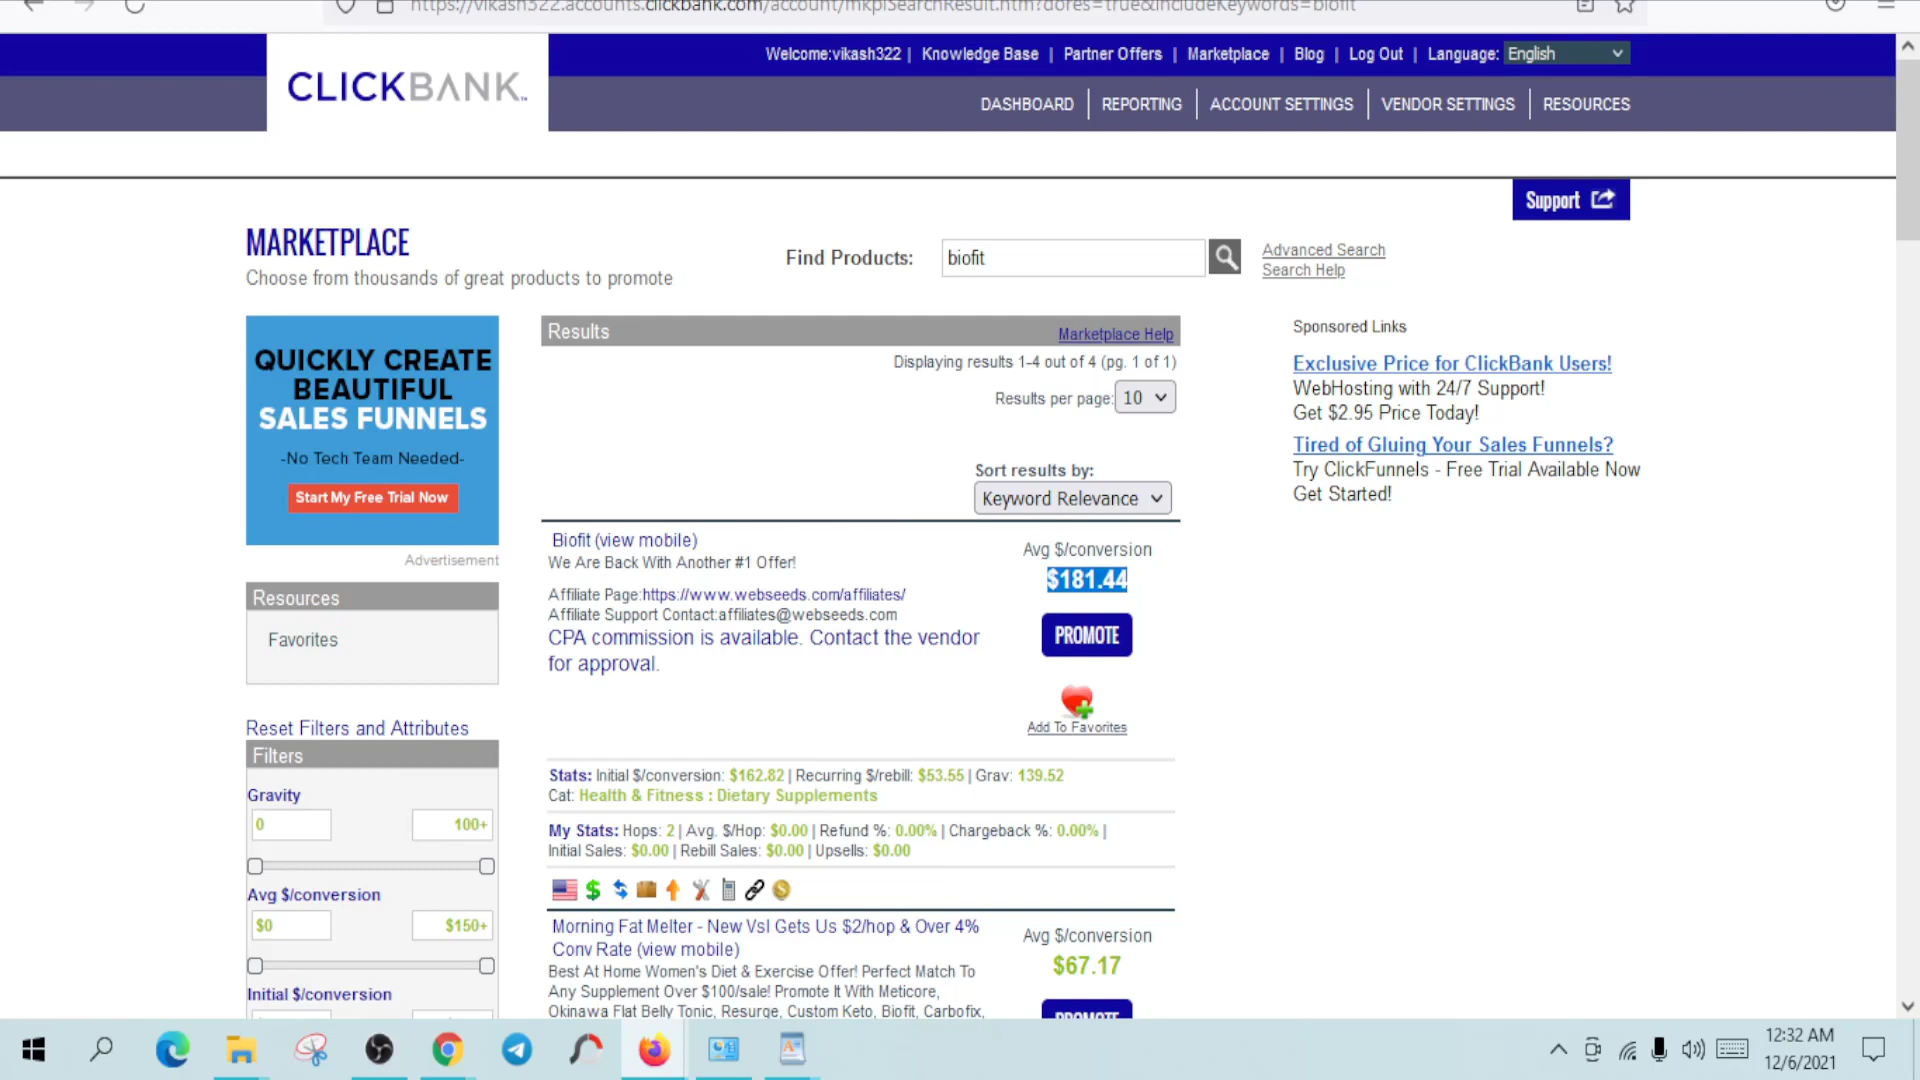 https://vikash322.accounts.clickbank.com/account/mkplSearchResult.htm?dores=true&includeKeywords=biofit
Welcome:vikash322 | Knowledge Base | Partner Offers | Marketplace | Blog | Log Out | Language: English
CLICKBANK™
DASHBOARD REPORTING ACCOUNT SETTINGS VENDOR SETTINGS RESOURCES
Support
MARKETPLACE
Choose from thousands of great products to promote
Find Products: biofit
Advanced Search
Search Help
QUICKLY CREATE
BEAUTIFUL
SALES FUNNELS
-No Tech Team Needed-
Start My Free Trial Now
Advertisement
Resources
Favorites
Reset Filters and Attributes
Filters
Gravity
0 100+
Avg $/conversion
$0 $150+
Initial $/conversion
Results Marketplace Help
Displaying results 1-4 out of 4 (pg. 1 of 1)
Results per page: 10
Sort results by:
Keyword Relevance
Biofit (view mobile)
We Are Back With Another #1 Offer!
Affiliate Page:https://www.webseeds.com/affiliates/
Affiliate Support Contact:affiliates@webseeds.com
CPA commission is available. Contact the vendor
for approval.
Avg $/conversion
$181.44
PROMOTE
Add To Favorites
Stats: Initial $/conversion: $162.82 | Recurring $/rebill: $53.55 | Grav: 139.52
Cat: Health & Fitness : Dietary Supplements
My Stats: Hops: 2 | Avg. $/Hop: $0.00 | Refund %: 0.00% | Chargeback %: 0.00% |
Initial Sales: $0.00 | Rebill Sales: $0.00 | Upsells: $0.00
Morning Fat Melter - New Vsl Gets Us $2/hop & Over 4%
Conv Rate (view mobile)
Best At Home Women's Diet & Exercise Offer! Perfect Match To
Any Supplement Over $100/sale! Promote It With Meticore,
Okinawa Flat Belly Tonic, Resurge, Custom Keto, Biofit, Carbofix,
Avg $/conversion
$67.17
PROMOTE
Sponsored Links
Exclusive Price for ClickBank Users!
WebHosting with 24/7 Support!
Get $2.95 Price Today!
Tired of Gluing Your Sales Funnels?
Try ClickFunnels - Free Trial Available Now
Get Started!
12:32 AM
12/6/2021